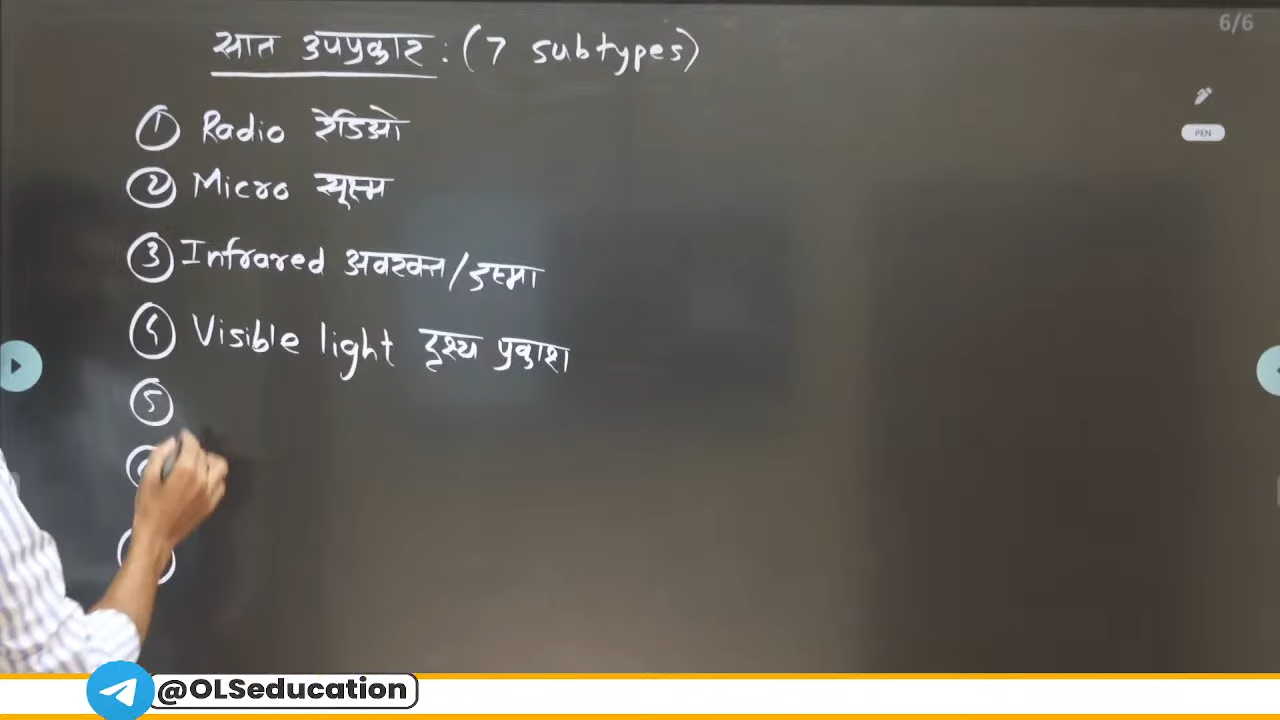 6/6
सात उपप्रकार : (7 subtypes)
① Radio रेडिओ
PEN
② Micro सूक्ष्म
③ Infrared अवरक्त/उष्मा
④ Visible light दृश्य प्रकाश
⑤
@OLSeducation